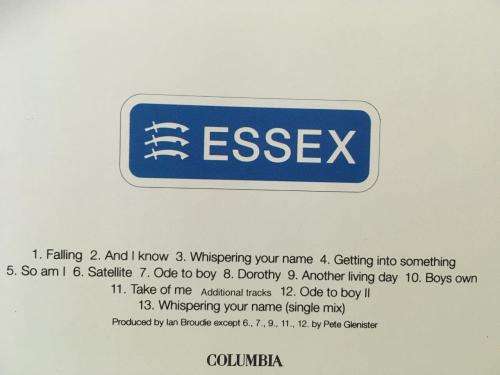 ESSEX
1. Falling 2. And I know 3. Whispering your name 4. Getting into something
5. So am I 6. Satellite 7. Ode to boy 8. Dorothy 9. Another living day 10. Boys own
11. Take of me Additional tracks 12. Ode to boy II
13. Whispering your name (single mix)
Produced by Ian Broudie except 6., 7., 9., 11., 12. by Pete Glenister
COLUMBIA